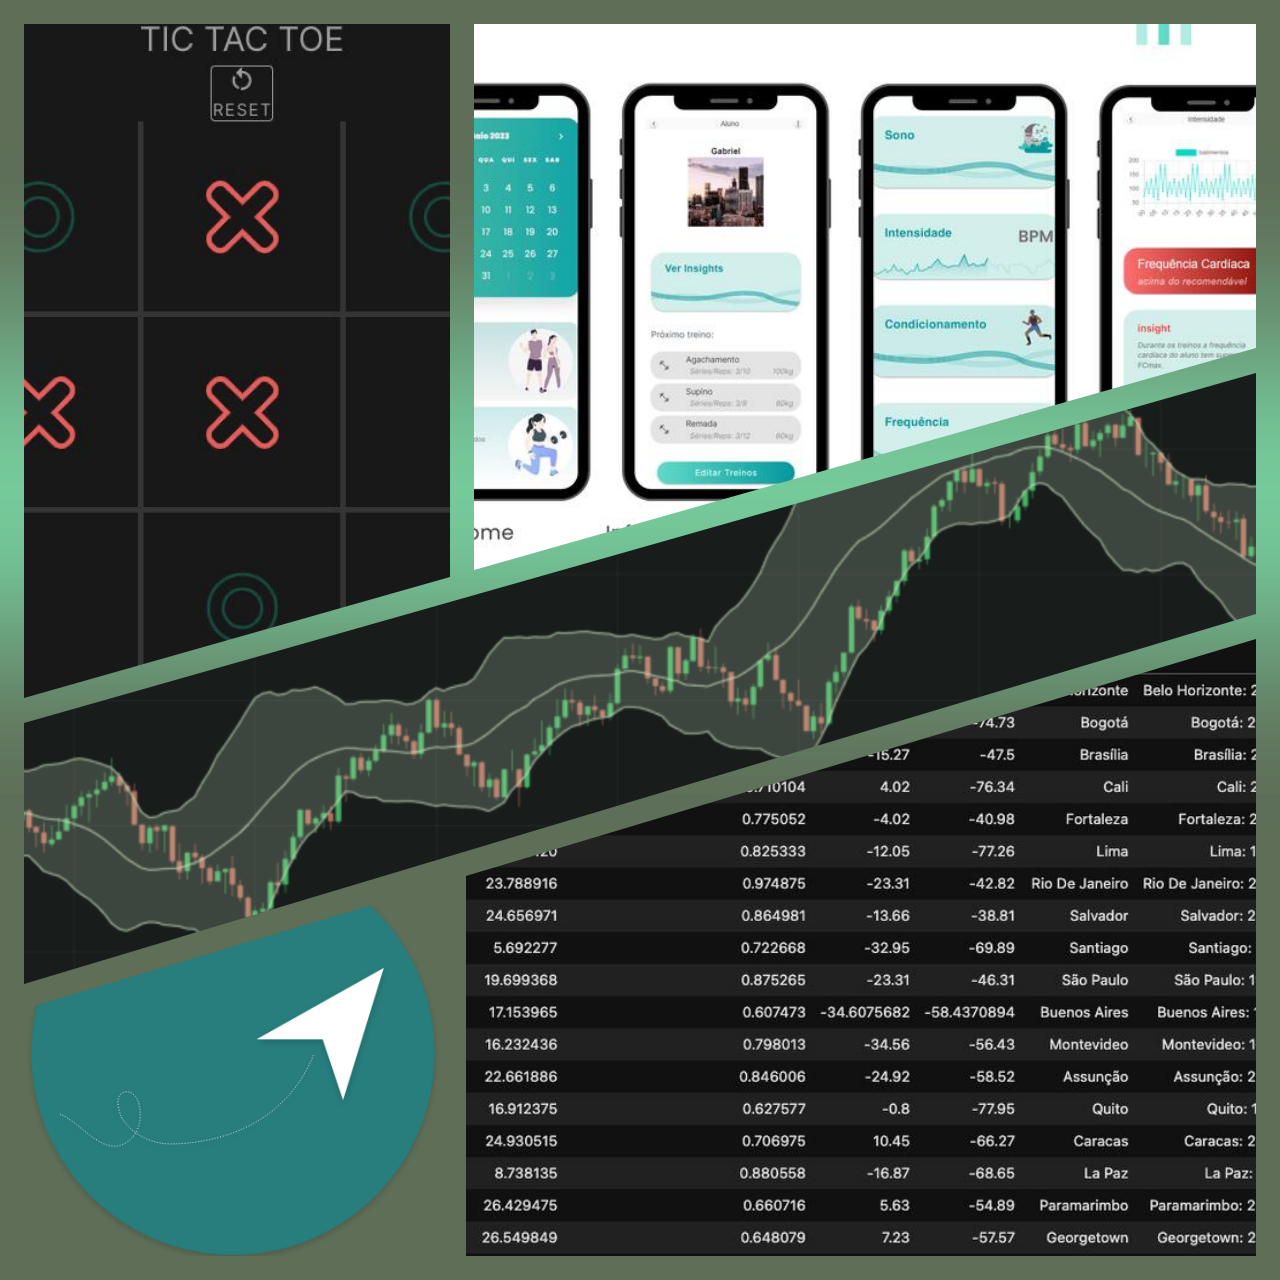 TIC TAC TOE
RESET
2023
QUA QUI SEX SAB
3 4 5 6
10 11 12 13
17 18 19 20
24 25 26 27
31 1 2 3
Aluno
Gabriel
Ver Insights
Próximo treino:
Agachamento
Séries/Reps: 3/10 100kg
Supino
Séries/Reps: 3/8 80kg
Remada
Séries/Reps: 3/12 60kg
Editar Treinos
Sono
Intensidade
BPM
Condicionamento
Frequência
Intensidade
batimentos
200
150
100
50
Frequência Cardíaca
acima do recomendável
insight
Durante os treinos a frequência
cardíaca do aluno tem
FCmax.
Belo Horizonte: 2
-74.73 Bogotá Bogotá: 2
-15.27 -47.5 Brasília Brasília: 2
4.02 -76.34 Cali Cali: 2
0.775052 -4.02 -40.98 Fortaleza Fortaleza: 2
0.825333 -12.05 -77.26 Lima Lima: 1
23.788916 0.974875 -23.31 -42.82 Rio De Janeiro Rio De Janeiro: 2
24.656971 0.864981 -13.66 -38.81 Salvador Salvador: 2
5.692277 0.722668 -32.95 -69.89 Santiago Santiago:
19.699368 0.875265 -23.31 -46.31 São Paulo São Paulo: 1
17.153965 0.607473 -34.6075682 -58.4370894 Buenos Aires Buenos Aires:
16.232436 0.798013 -34.56 -56.43 Montevideo Montevideo: 1
22.661886 0.846006 -24.92 -58.52 Assunção Assunção: 2
16.912375 0.627577 -0.8 -77.95 Quito Quito: 1
24.930515 0.706975 10.45 -66.27 Caracas Caracas: 2
8.738135 0.880558 -16.87 -68.65 La Paz La Paz:
26.429475 0.660716 5.63 -54.89 Paramarimbo Paramarimbo: 2
26.549849 0.648079 7.23 -57.57 Georgetown Georgetown: 2